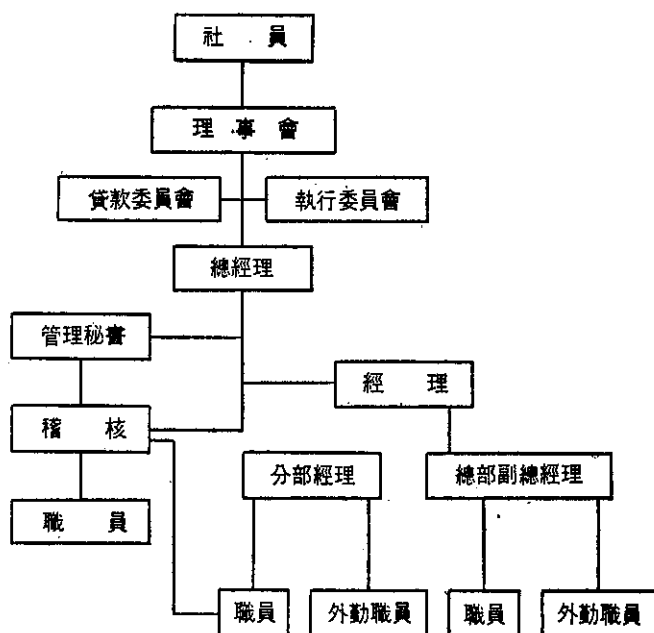 社員
理事會
貸款委員會
執行委員會
總經理
管理秘書
經理
稽核
分部經理
總部副總經理
職員
職員
外勤職員
職員
外勤職員